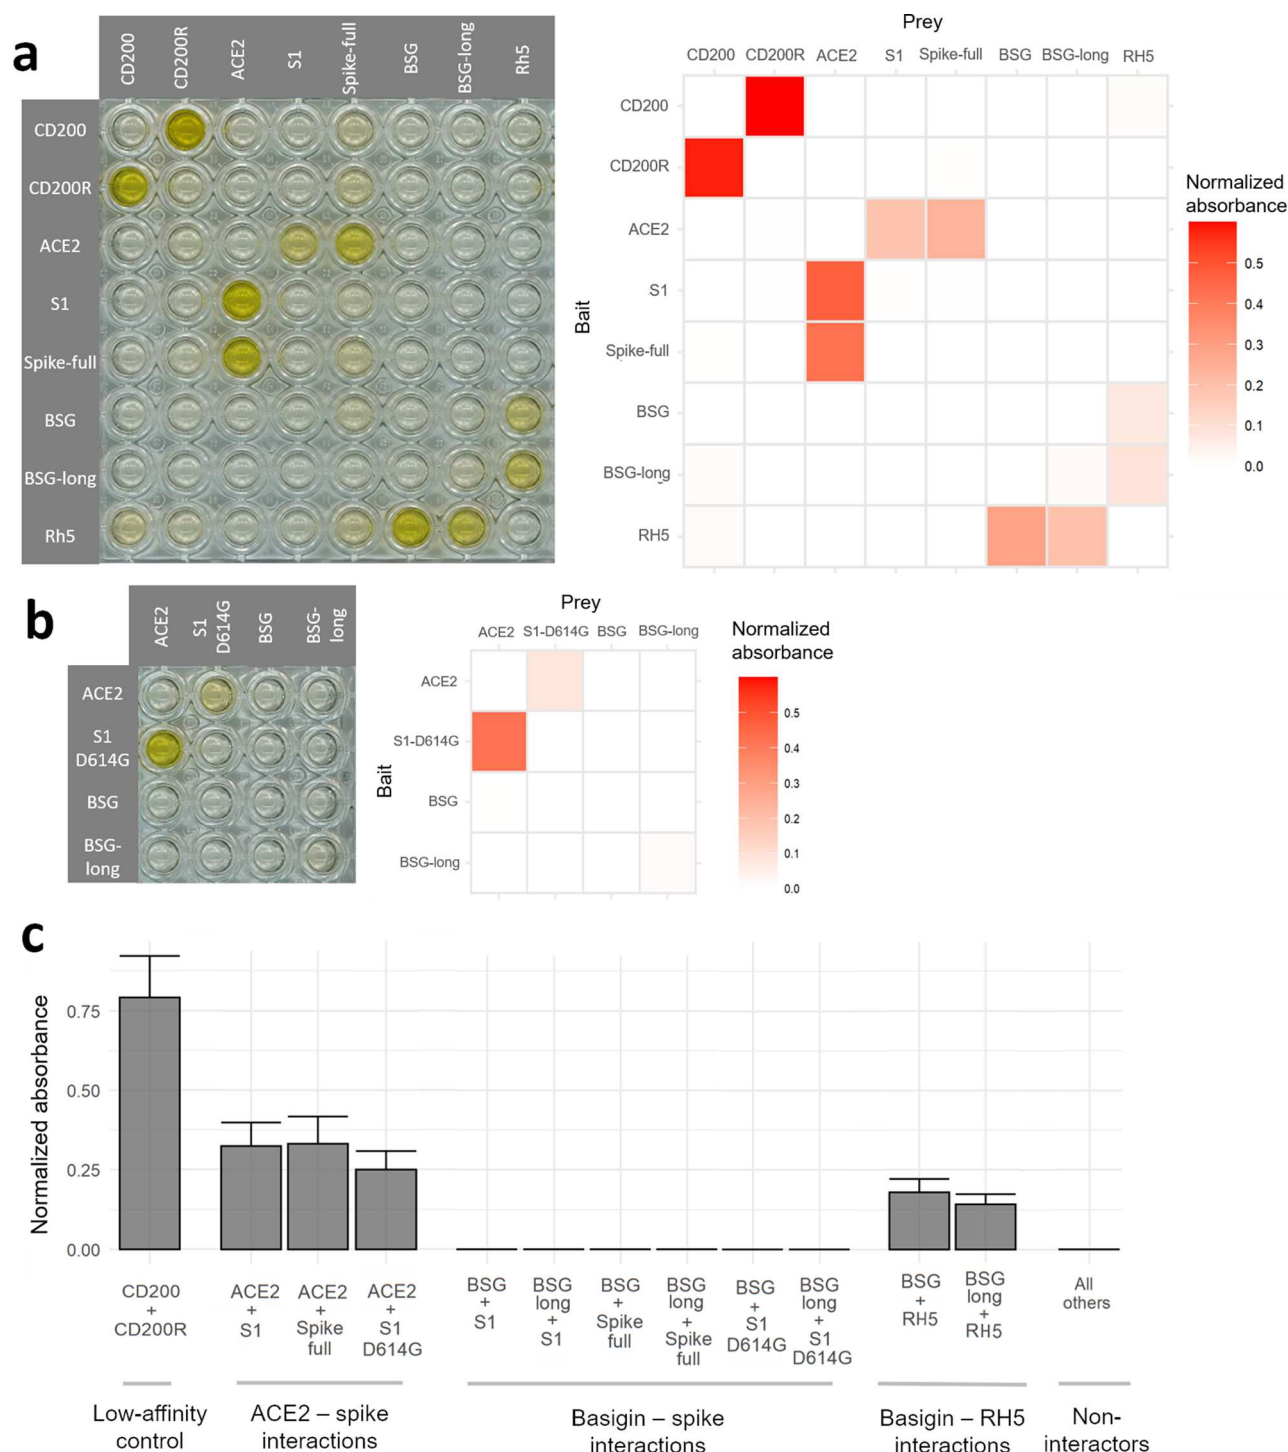 a
CD200
CD200R
ACE2
S1
Spike-full
BSG
BSG-long
Rh5
CD200
CD200R
ACE2
S1
Spike-full
BSG
BSG-long
Rh5
Prey
CD200 CD200R ACE2 S1 Spike-full BSG BSG-long RH5
Bait
CD200
CD200R
ACE2
S1
Spike-full
BSG
BSG-long
RH5
Normalized
absorbance
0.5
0.4
0.3
0.2
0.1
0.0
b
ACE2
S1
D614G
BSG
BSG-
long
ACE2
S1
D614G
BSG
BSG-
long
Prey
ACE2 S1-D614G BSG BSG-long
Bait
ACE2
S1-D614G
BSG
BSG-long
Normalized
absorbance
0.5
0.4
0.3
0.2
0.1
0.0
c
Normalized absorbance
0.75
0.50
0.25
0.00
CD200
+
CD200R
ACE2
+
S1
ACE2
+
Spike
full
ACE2
+
S1
D614G
BSG
+
S1
BSG
long
+
S1
BSG
+
Spike
full
BSG
long
+
Spike
full
BSG
+
S1
D614G
BSG
long
+
S1
D614G
BSG
+
RH5
BSG
long
+
RH5
All
others
Low-affinity
control
ACE2 – spike
interactions
Basigin – spike
interactions
Basigin – RH5
interactions
Non-
interactors